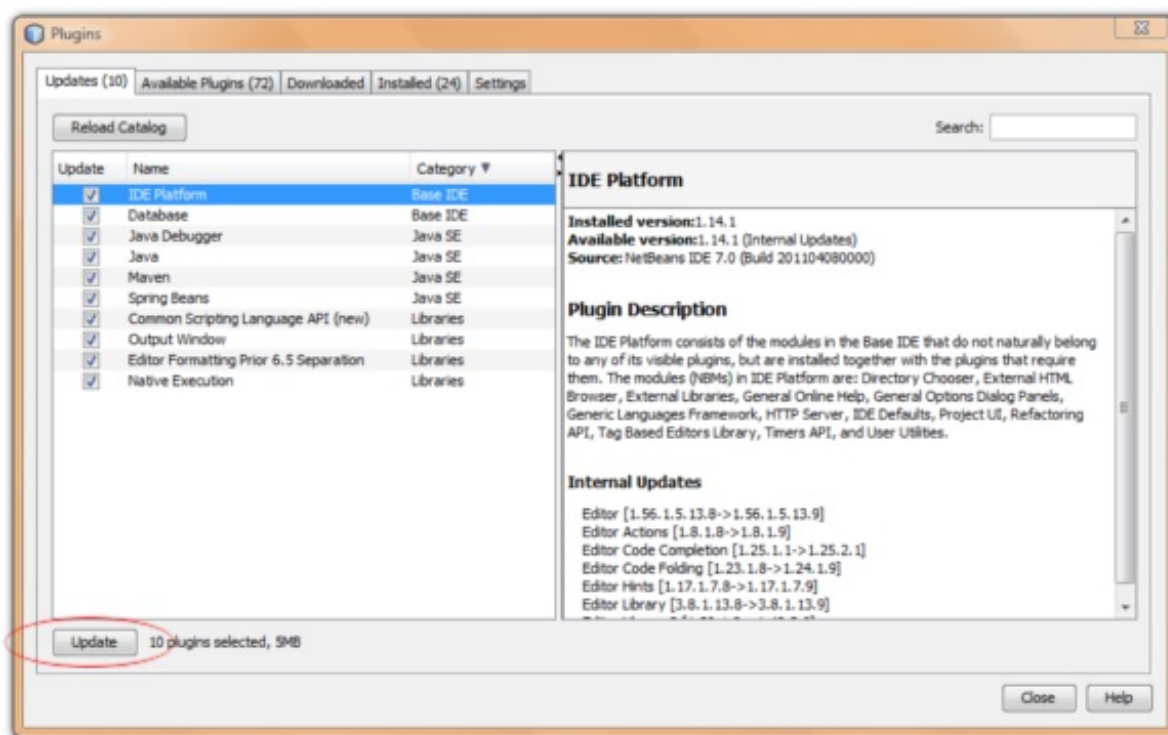 Plugins
Updates (10) Available Plugins (72) Downloaded Installed (24) Settings
Reload Catalog Search:
Update Name Category
IDE Platform Base IDE
Database Base IDE
Java Debugger Java SE
Java Java SE
Maven Java SE
Spring Beans Java SE
Common Scripting Language API (new) Libraries
Output Window Libraries
Editor Formatting Prior 6.5 Separation Libraries
Native Execution Libraries
IDE Platform
Installed version:1.14.1
Available version:1.14.1 (Internal Updates)
Source: NetBeans IDE 7.0 (Build 201104080000)
Plugin Description
The IDE Platform consists of the modules in the Base IDE that do not naturally belong
to any of its visible plugins, but are installed together with the plugins that require
them. The modules (NBMs) in IDE Platform are: Directory Chooser, External HTML
Browser, External Libraries, General Online Help, General Options Dialog Panels,
Generic Languages Framework, HTTP Server, IDE Defaults, Project UI, Refactoring
API, Tag Based Editors Library, Timers API, and User Utilities.
Internal Updates
Editor [1.56.1.5.13.8->1.56.1.5.13.9]
Editor Actions [1.8.1.8->1.8.1.9]
Editor Code Completion [1.25.1.1->1.25.2.1]
Editor Code Folding [1.23.1.8->1.24.1.9]
Editor Hints [1.17.1.7.8->1.17.1.7.9]
Editor Library [3.8.1.13.8->3.8.1.13.9]
Update 10 plugins selected, 5MB
Close Help